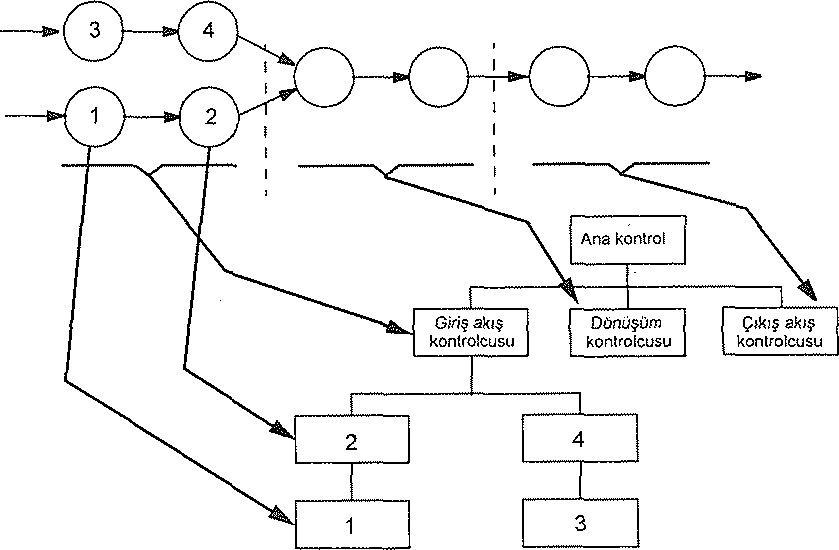 3
4
1
2
Ana kontrol
Giriş akış
kontrolcusu
Dönüşüm
kontrolcusu
Çıkış akış
kontrolcusu
2
4
1
3